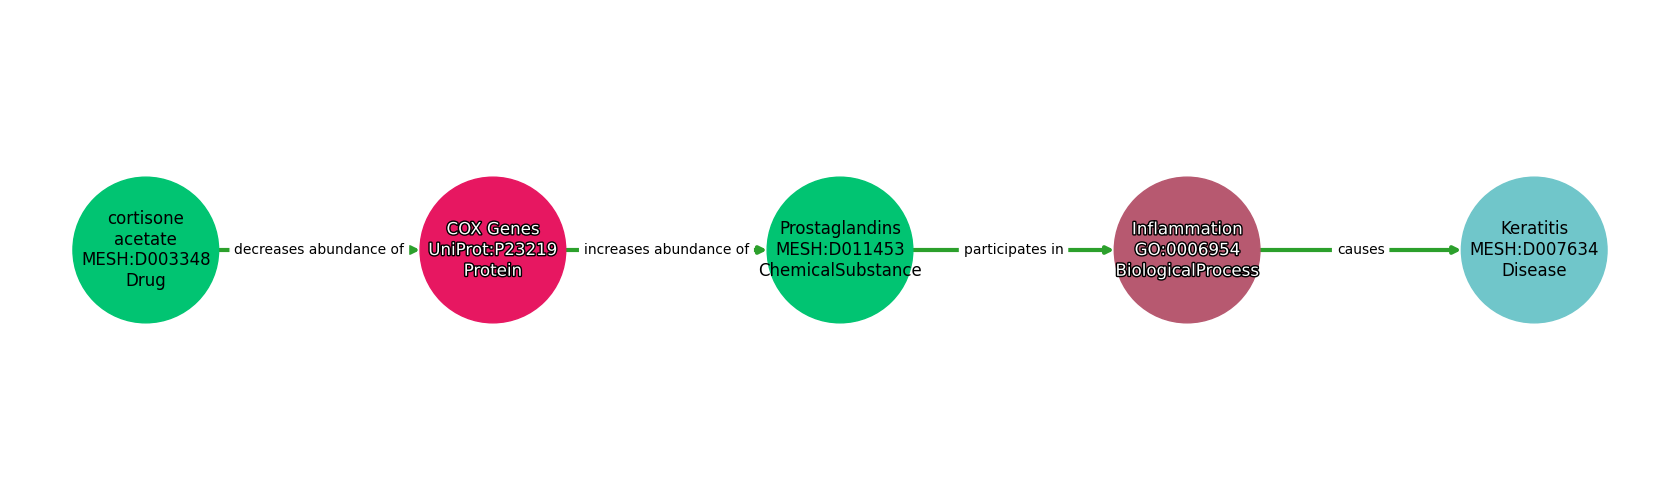 cortisone
acetate
MESH:D003348
Drug
decreases abundance of
COX Genes
UniProt:P23219
Protein
increases abundance of
Prostaglandins
MESH:D011453
ChemicalSubstance
participates in
Inflammation
GO:0006954
BiologicalProcess
causes
Keratitis
MESH:D007634
Disease